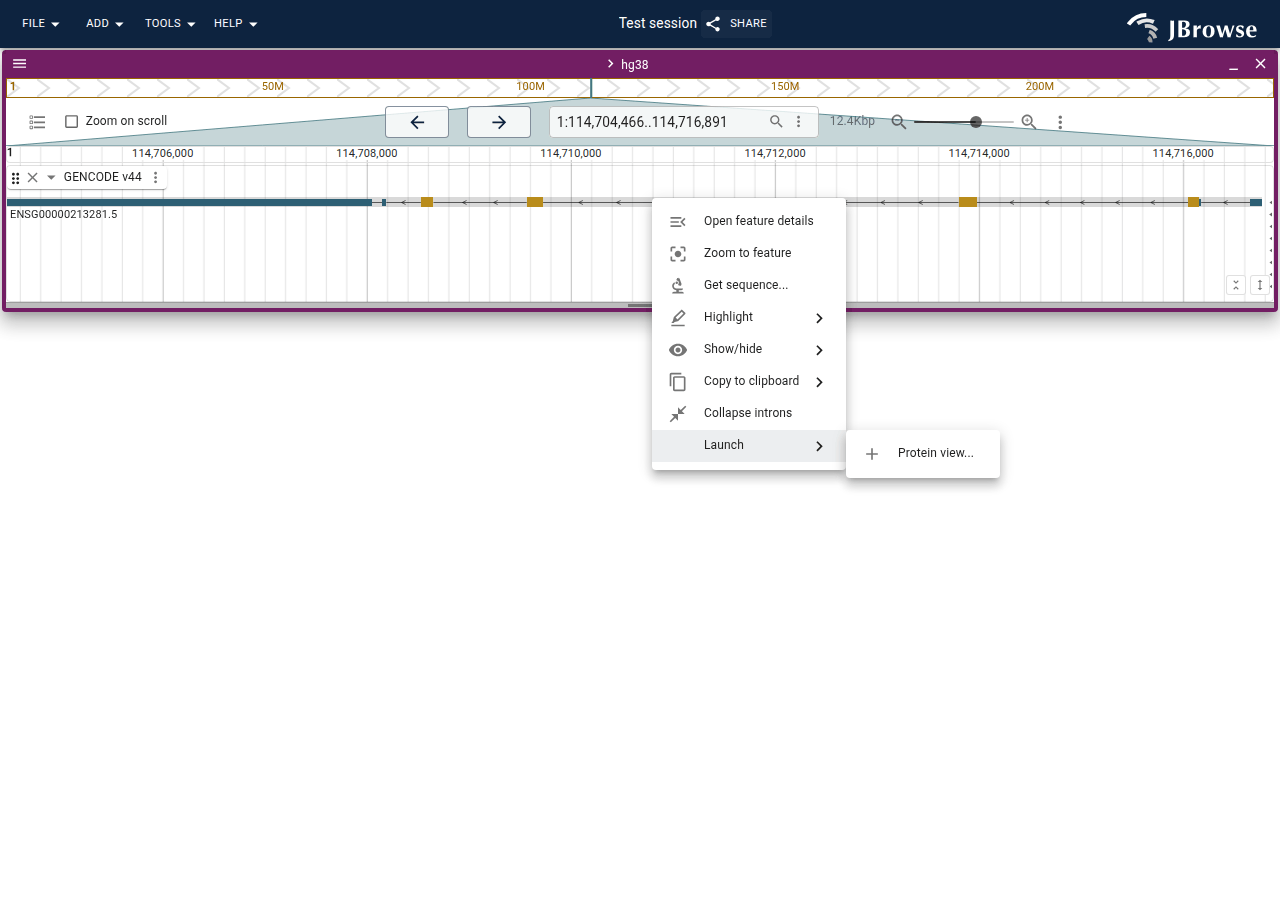 FILE ADD TOOLS HELP Test session SHARE JBrowse
hg38
1 50M 100M 150M 200M
Zoom on scroll 1:114,704,466..114,716,891 12.4Kbp
1 114,706,000 114,708,000 114,710,000 114,712,000 114,714,000 114,716,000
GENCODE v44
ENSG00000213281.5
Open feature details
Zoom to feature
Get sequence...
Highlight
Show/hide
Copy to clipboard
Collapse introns
Launch
Protein view...